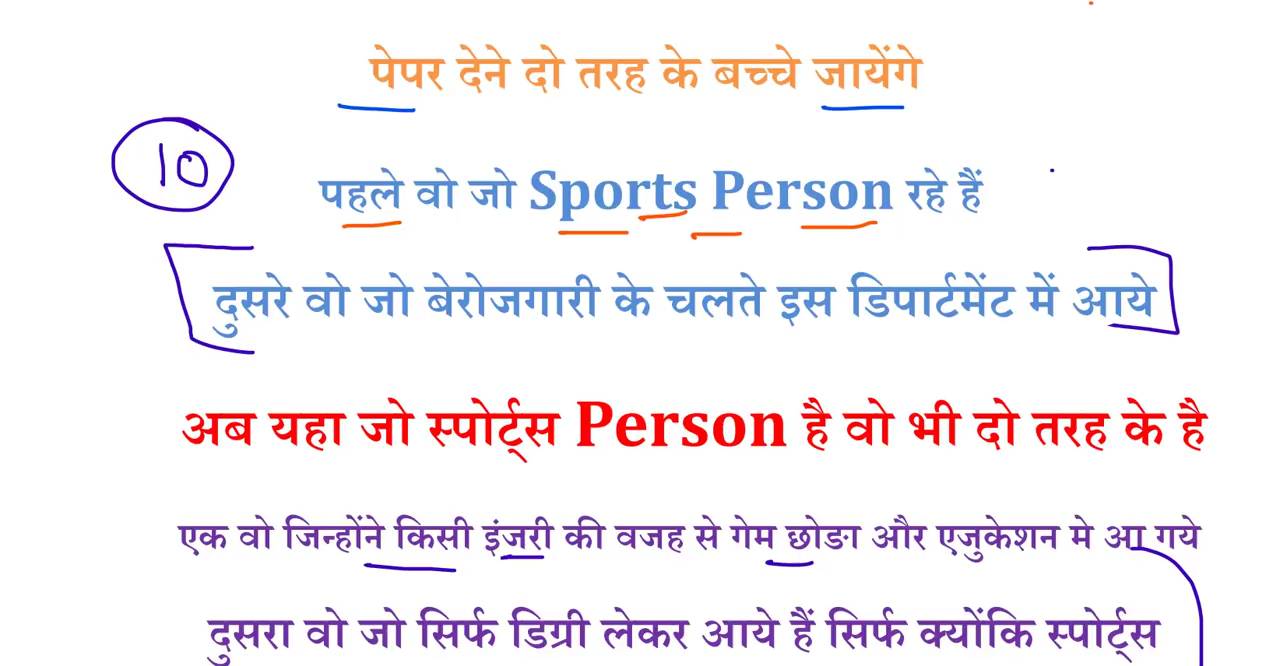 पेपर देने दो तरह के बच्चे जायेंगे
10
पहले वो जो Sports Person रहे हैं
दुसरे वो जो बेरोजगारी के चलते इस डिपार्टमेंट में आये
अब यहा जो स्पोर्ट्स Person है वो भी दो तरह के है
एक वो जिन्होंने किसी इंजरी की वजह से गेम छोङा और एजुकेशन मे आ गये
दुसरा वो जो सिर्फ डिग्री लेकर आये हैं सिर्फ क्योंकि स्पोर्ट्स